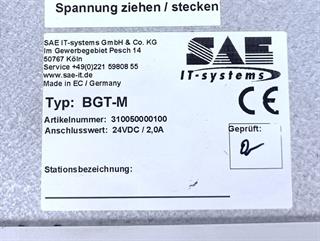 Spannung ziehen / stecken
SAE IT-systems GmbH & Co. KG
Im Gewerbegebiet Pesch 14
50767 Köln
Service +49(0)221 59808 55
www.sae-it.de
Made in EC / Germany
SAE
IT-systems
Typ: BGT-M
CE
Artikelnummer: 310050000100
Anschlusswert: 24VDC / 2,0A
Geprüft:
Stationsbezeichnung: